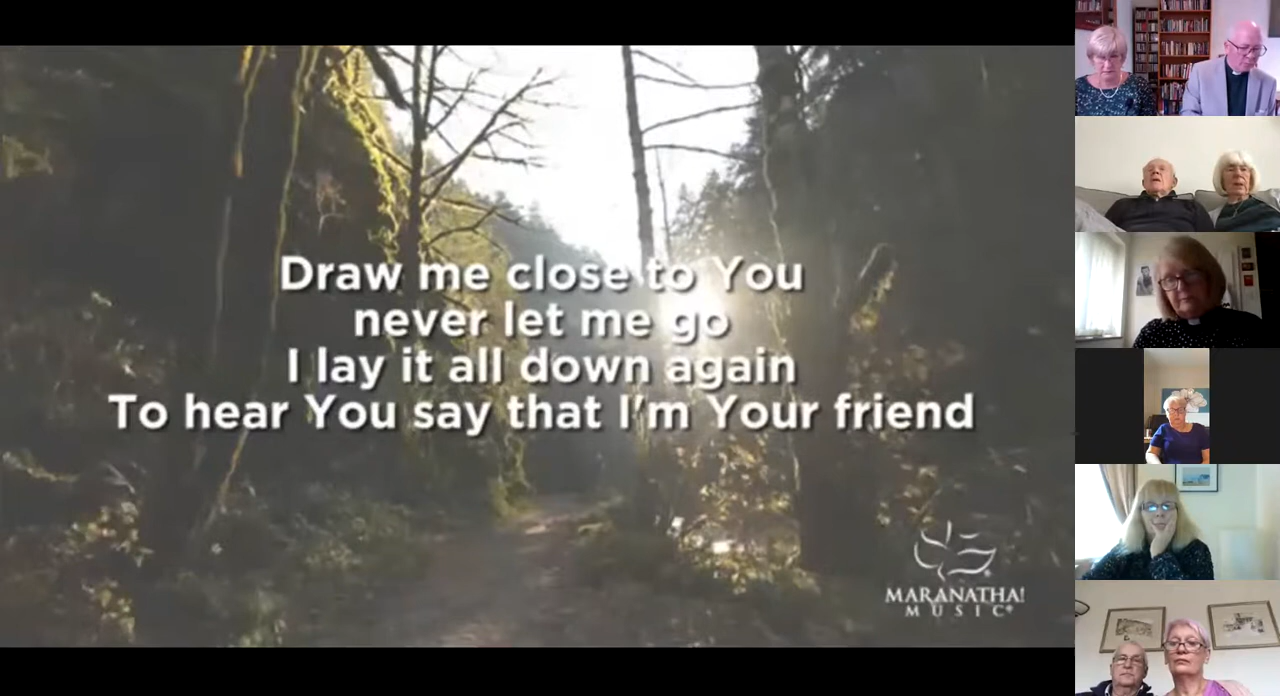 Draw me close to You
never let me go
I lay it all down again
To hear You say that I'm Your friend
MARANATHA!
MUSIC®